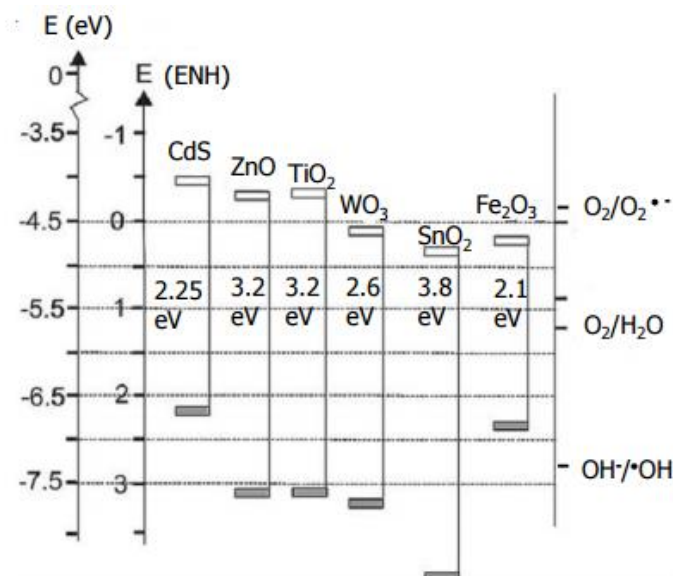 E (eV)
E (ENH)
0
-3.5
-4.5
-5.5
-6.5
-7.5
-1
0
1
2
3
CdS
ZnO
TiO₂
WO₃
SnO₂
Fe₂O₃
2.25
eV
3.2
eV
3.2
eV
2.6
eV
3.8
eV
2.1
eV
O₂/O₂•-
O₂/H₂O
OH-/•OH